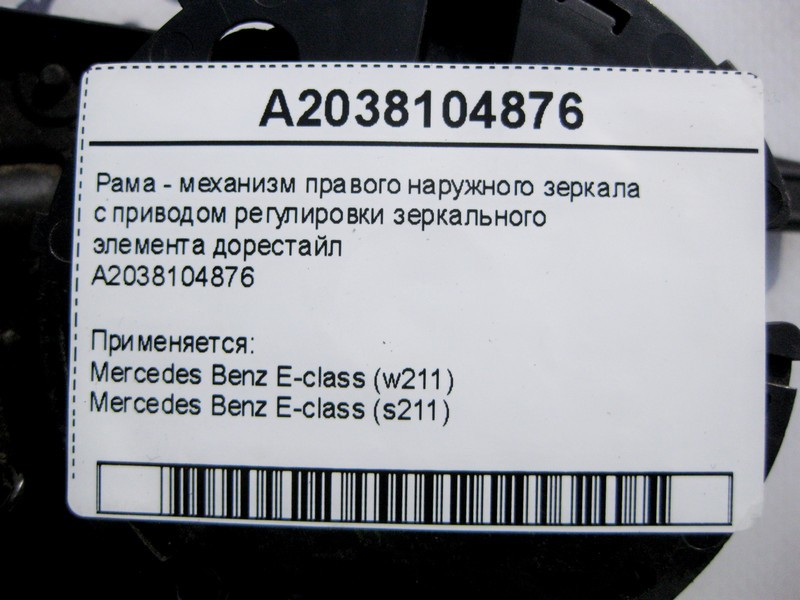 A2038104876
Рама - механизм правого наружного зеркала
с приводом регулировки зеркального
элемента дорестайл
A2038104876
Применяется:
Mercedes Benz E-class (w211)
Mercedes Benz E-class (s211)